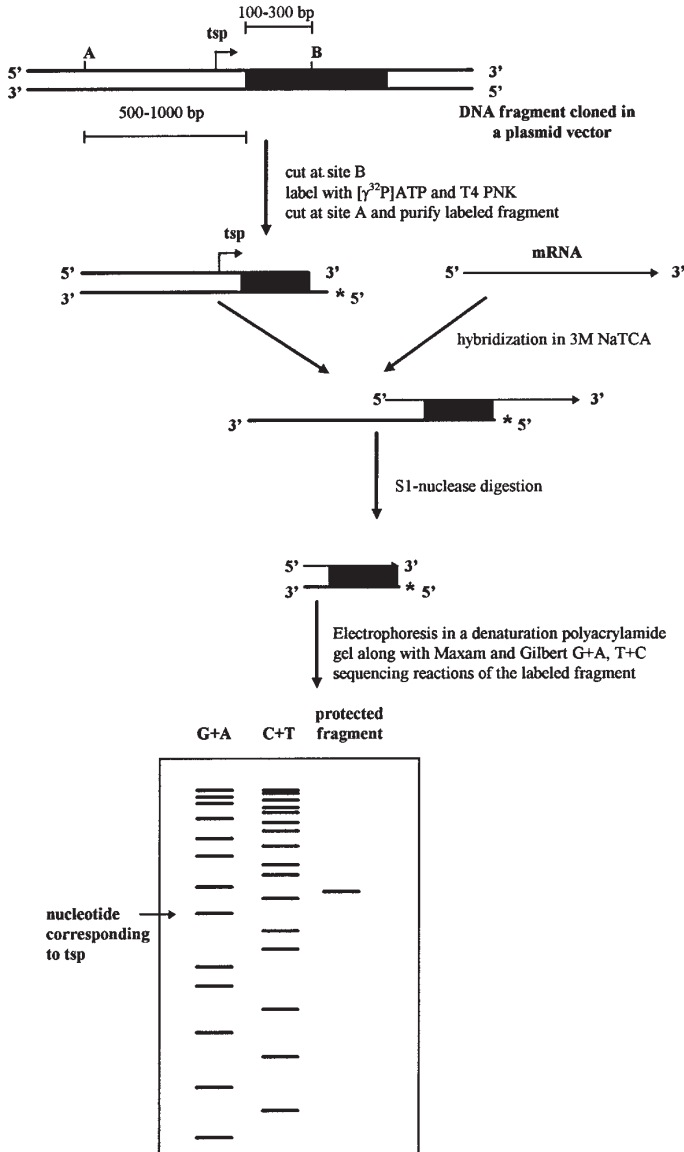 100-300 bp
tsp
A
B
5’
3’
3’
5’
500-1000 bp
DNA fragment cloned in
a plasmid vector
cut at site B
label with [γ³²P]ATP and T4 PNK
cut at site A and purify labeled fragment
tsp
mRNA
5’
3’
5’
3’
3’
* 5’
hybridization in 3M NaTCA
5’
3’
3’
* 5’
S1-nuclease digestion
5’
3’
3’
* 5’
Electrophoresis in a denaturation polyacrylamide
gel along with Maxam and Gilbert G+A, T+C
sequencing reactions of the labeled fragment
G+A
C+T
protected
fragment
nucleotide
corresponding
to tsp